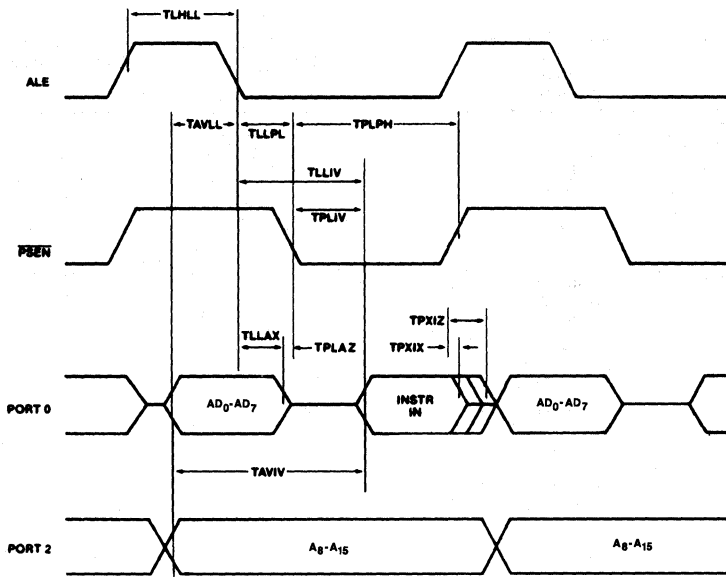 TLHLL
ALE
TAVLL
TLLPL
TPLPH
TLLIV
TPLIV
PSEN
TPXIZ
TLLAX
TPLAZ
TPXIX
PORT 0
AD0-AD7
INSTR
IN
AD0-AD7
TAVIV
PORT 2
A8-A15
A8-A15